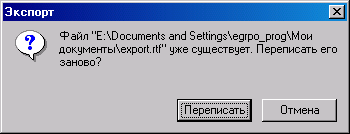 Экспорт
Файл "E:\Documents and Settings\egrpo_prog\Мои
документы\export.rtf" уже существует. Переписать его
заново?
Переписать
Отмена